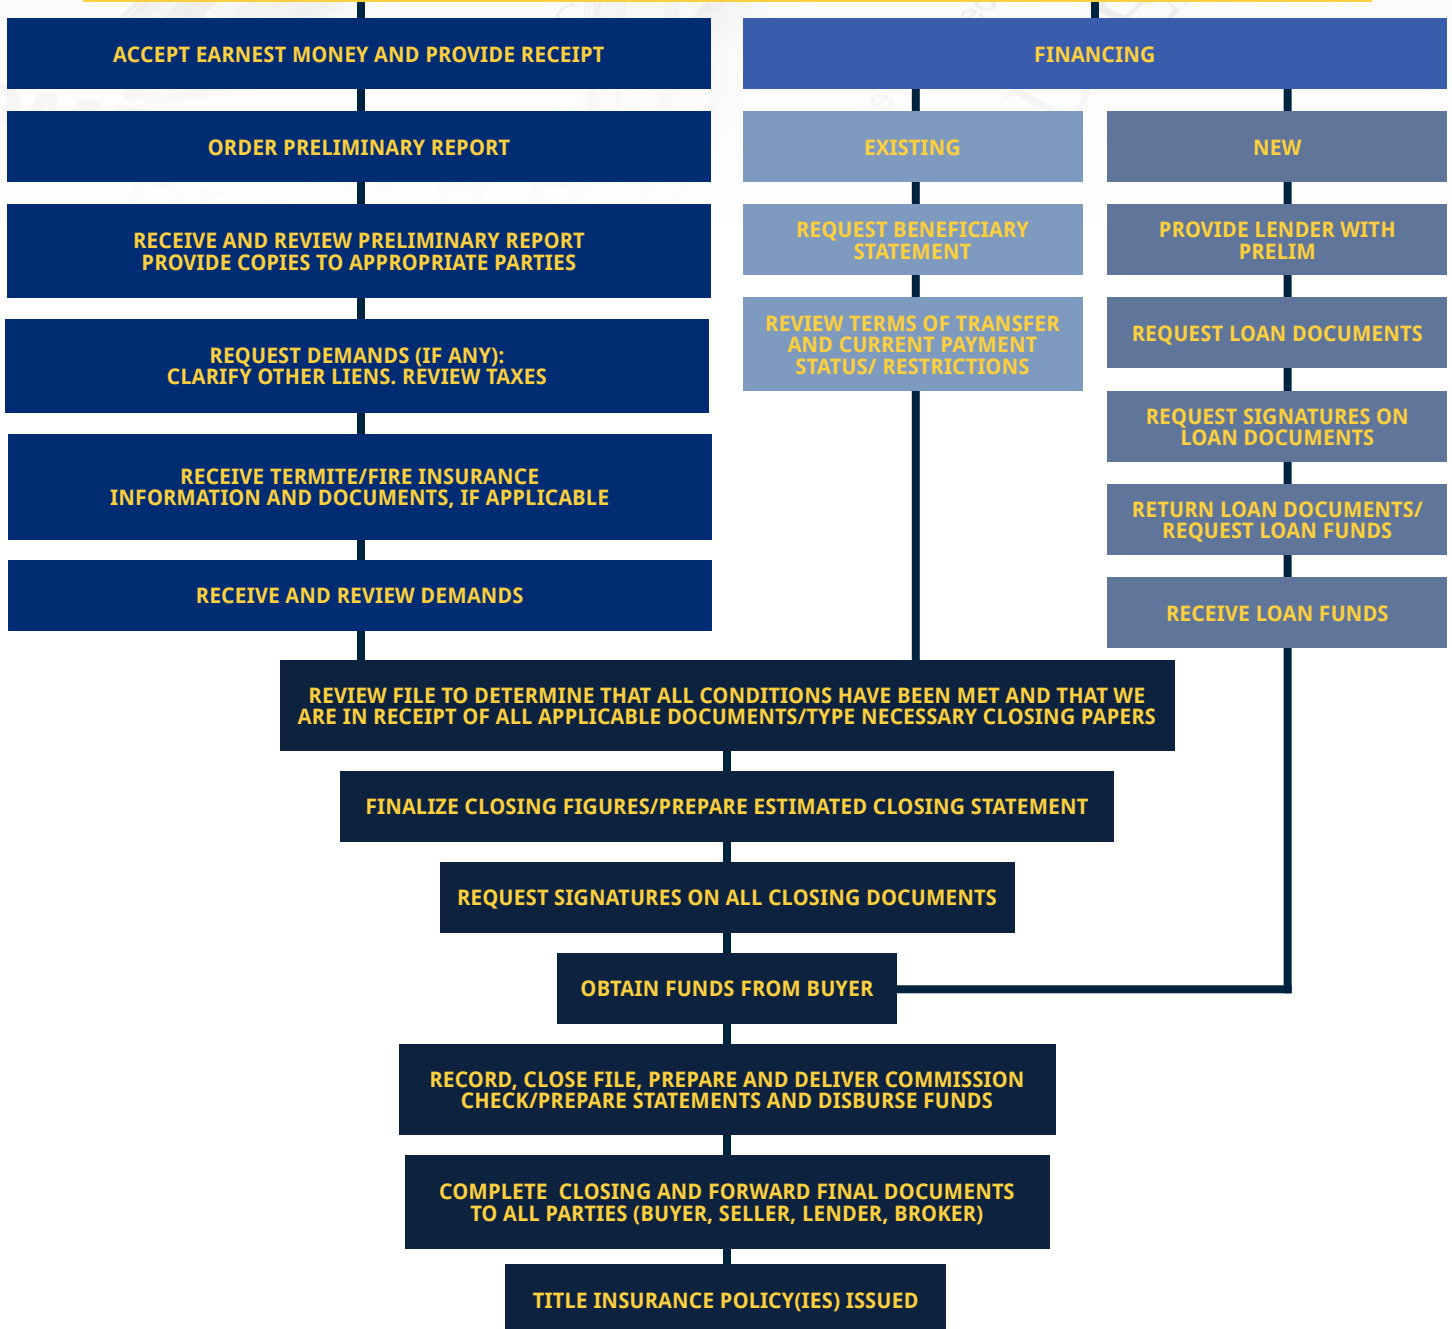 ACCEPT EARNEST MONEY AND PROVIDE RECEIPT
ORDER PRELIMINARY REPORT
RECEIVE AND REVIEW PRELIMINARY REPORT
PROVIDE COPIES TO APPROPRIATE PARTIES
REQUEST DEMANDS (IF ANY):
CLARIFY OTHER LIENS. REVIEW TAXES
RECEIVE TERMITE/FIRE INSURANCE
INFORMATION AND DOCUMENTS, IF APPLICABLE
RECEIVE AND REVIEW DEMANDS
FINANCING
EXISTING
REQUEST BENEFICIARY
STATEMENT
REVIEW TERMS OF TRANSFER
AND CURRENT PAYMENT
STATUS/ RESTRICTIONS
NEW
PROVIDE LENDER WITH
PRELIM
REQUEST LOAN DOCUMENTS
REQUEST SIGNATURES ON
LOAN DOCUMENTS
RETURN LOAN DOCUMENTS/
REQUEST LOAN FUNDS
RECEIVE LOAN FUNDS
REVIEW FILE TO DETERMINE THAT ALL CONDITIONS HAVE BEEN MET AND THAT WE
ARE IN RECEIPT OF ALL APPLICABLE DOCUMENTS/TYPE NECESSARY CLOSING PAPERS
FINALIZE CLOSING FIGURES/PREPARE ESTIMATED CLOSING STATEMENT
REQUEST SIGNATURES ON ALL CLOSING DOCUMENTS
OBTAIN FUNDS FROM BUYER
RECORD, CLOSE FILE, PREPARE AND DELIVER COMMISSION
CHECK/PREPARE STATEMENTS AND DISBURSE FUNDS
COMPLETE  CLOSING AND FORWARD FINAL DOCUMENTS
TO ALL PARTIES (BUYER, SELLER, LENDER, BROKER)
TITLE INSURANCE POLICY(IES) ISSUED